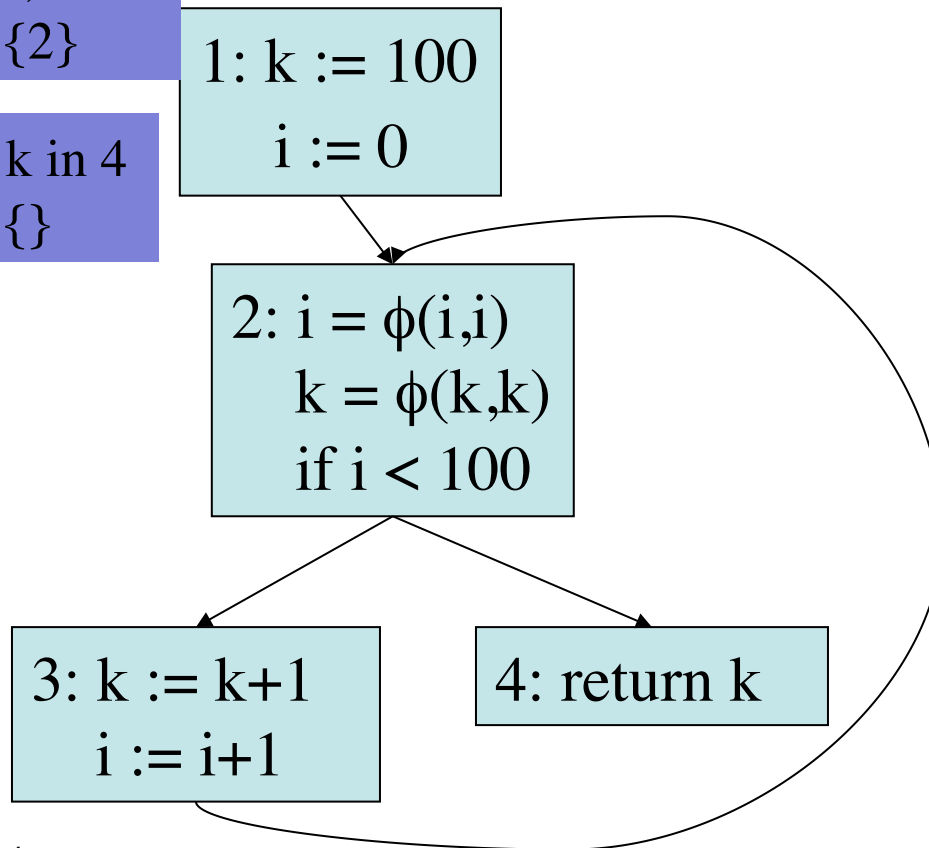 {2}
k in 4
{}
1: k := 100
i := 0
2: i = ϕ(i,i)
k = ϕ(k,k)
if i < 100
3: k := k+1
i := i+1
4: return k